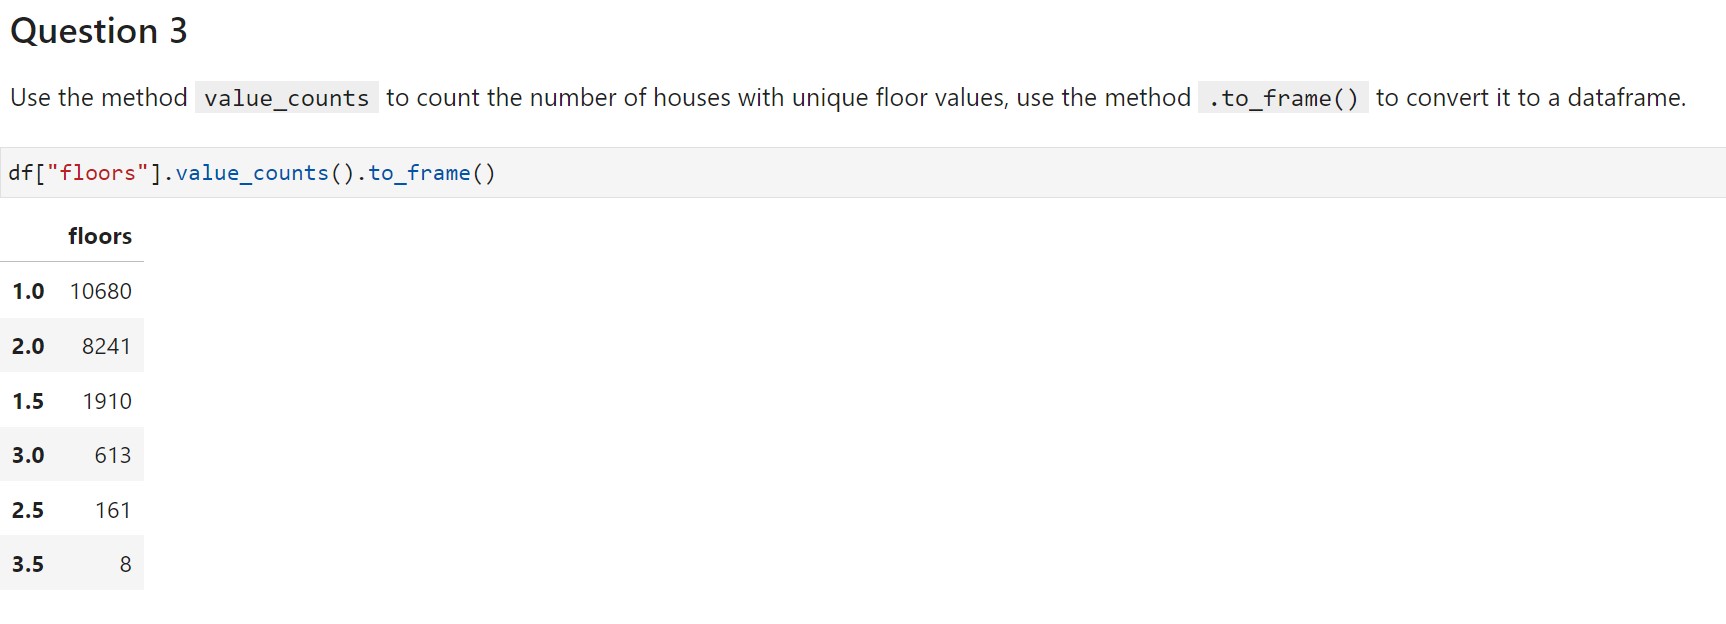 Question 3
Use the method value_counts to count the number of houses with unique floor values, use the method .to_frame() to convert it to a dataframe.
df["floors"].value_counts().to_frame()
floors
1.0 10680
2.0 8241
1.5 1910
3.0 613
2.5 161
3.5 8